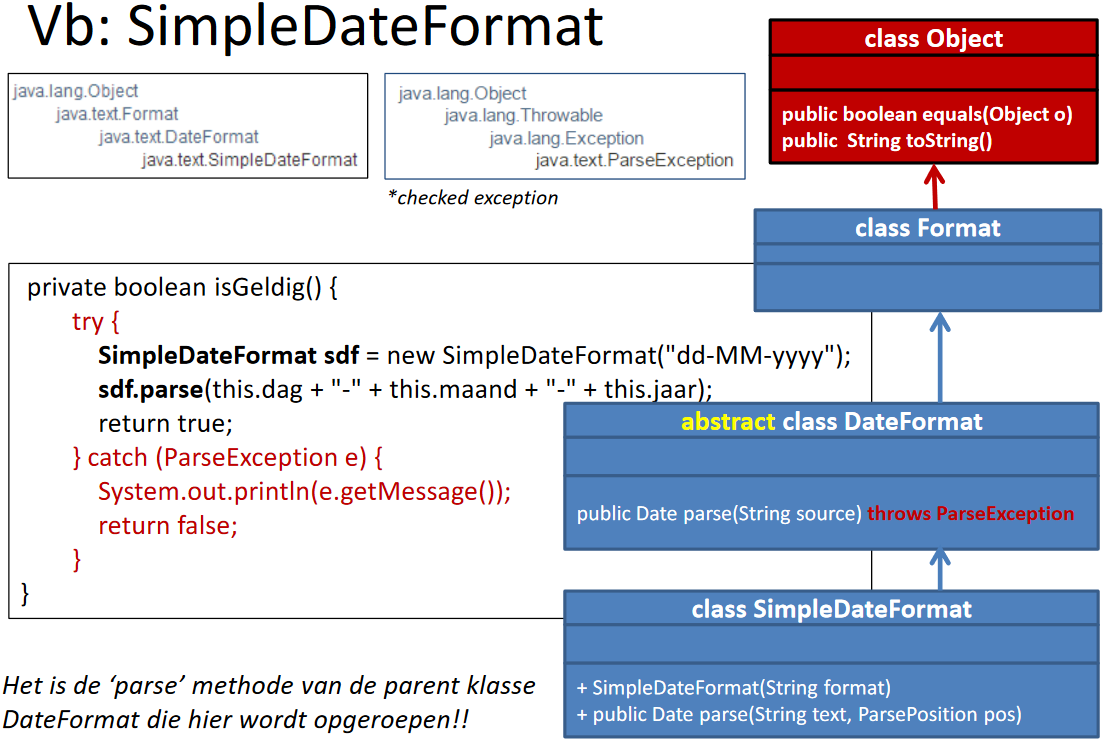 Vb: SimpleDateFormat
java.lang.Object
java.text.Format
java.text.DateFormat
java.text.SimpleDateFormat
java.lang.Object
java.lang.Throwable
java.lang.Exception
java.text.ParseException
*checked exception
class Object
public boolean equals(Object o)
public  String toString()
class Format
private boolean isGeldig() {
try {
SimpleDateFormat sdf = new SimpleDateFormat("dd-MM-yyyy");
sdf.parse(this.dag + "-" + this.maand + "-" + this.jaar);
return true;
} catch (ParseException e) {
System.out.println(e.getMessage());
return false;
}
}
abstract class DateFormat
public Date parse(String source) throws ParseException
class SimpleDateFormat
+ SimpleDateFormat(String format)
+ public Date parse(String text, ParsePosition pos)
Het is de ‘parse’ methode van de parent klasse
DateFormat die hier wordt opgeroepen!!